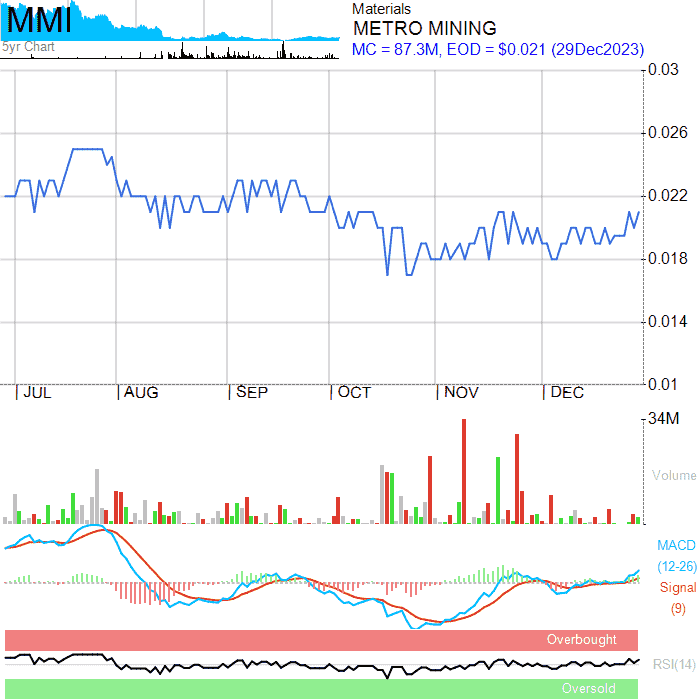 MMI
5yr Chart
Materials
METRO MINING
MC = 87.3M, EOD = $0.021 (29Dec2023)
0.03
0.026
0.022
0.018
0.014
0.01
JUL AUG SEP OCT NOV DEC
34M
Volume
MACD
(12-26)
Signal
(9)
Overbought
RSI(14)
Oversold